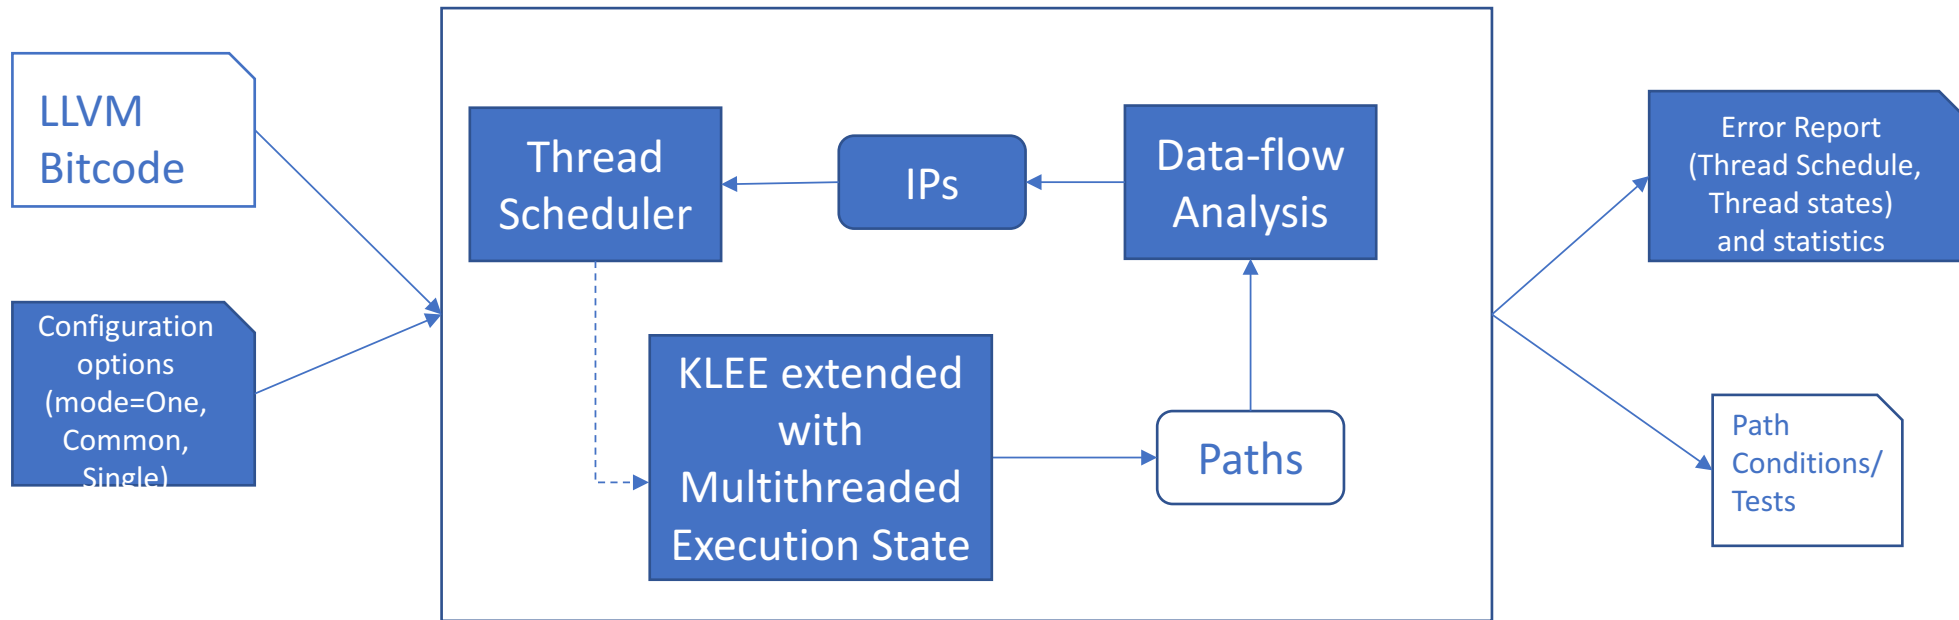 LLVM
Bitcode
Configuration
options
(mode=One,
Common,
Single)
Thread
Scheduler
IPs
Data-flow
Analysis
KLEE extended
with
Multithreaded
Execution State
Paths
Error Report
(Thread Schedule,
Thread states)
and statistics
Path
Conditions/
Tests